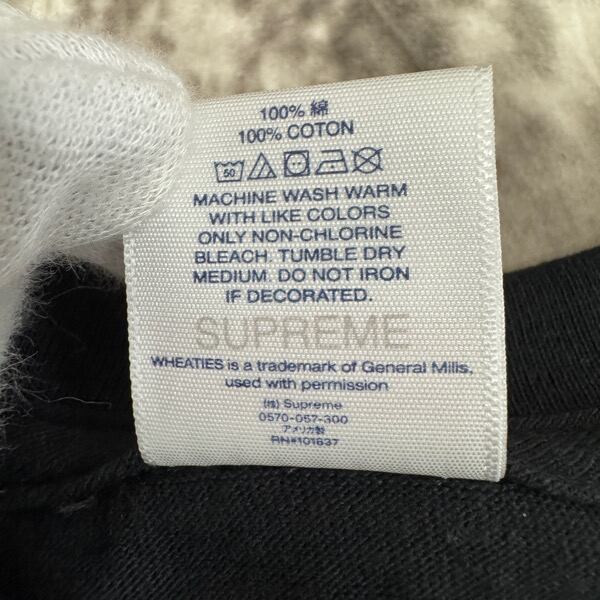 100% 綿
100% COTON
50
MACHINE WASH WARM
WITH LIKE COLORS
ONLY NON-CHLORINE
BLEACH. TUMBLE DRY
MEDIUM. DO NOT IRON
IF DECORATED.
SUPREME
WHEATIES is a trademark of General Mills,
used with permission
(株) Supreme
0570-057-300
アメリカ製
RN#101837